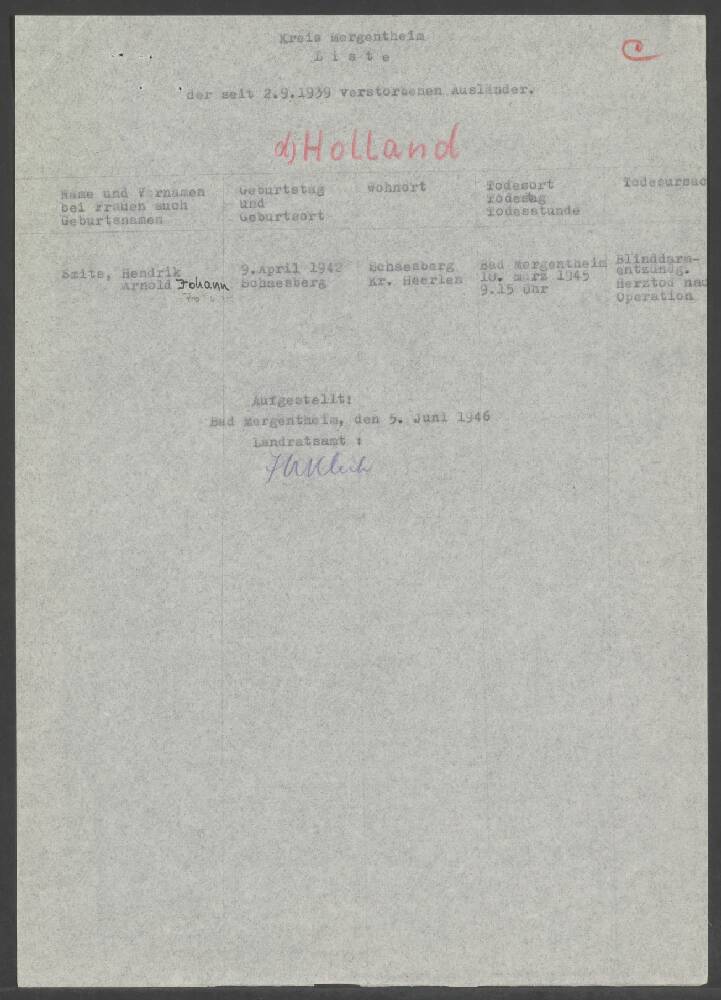 Kreis Mergentheim
Liste
der seit 2.9.1939 verstorbenen Ausländer.
d) Holland
Name und Vornamen bei Frauen auch Geburtsnamen
Geburtstag und Geburtsort
Wohnort
Todesort Todestag Todesstunde
Todesursac
Smits, Hendrik Arnold Johann
9.April 1942 Schaesberg
Schaesberg Kr. Heerlen
Bad Mergentheim 10. März 1945 9.15 Uhr
Blinddarm- entzündg. Herztod nac Operation
Aufgestellt:
Bad Mergentheim, den 5. Juni 1946
Landratsamt :